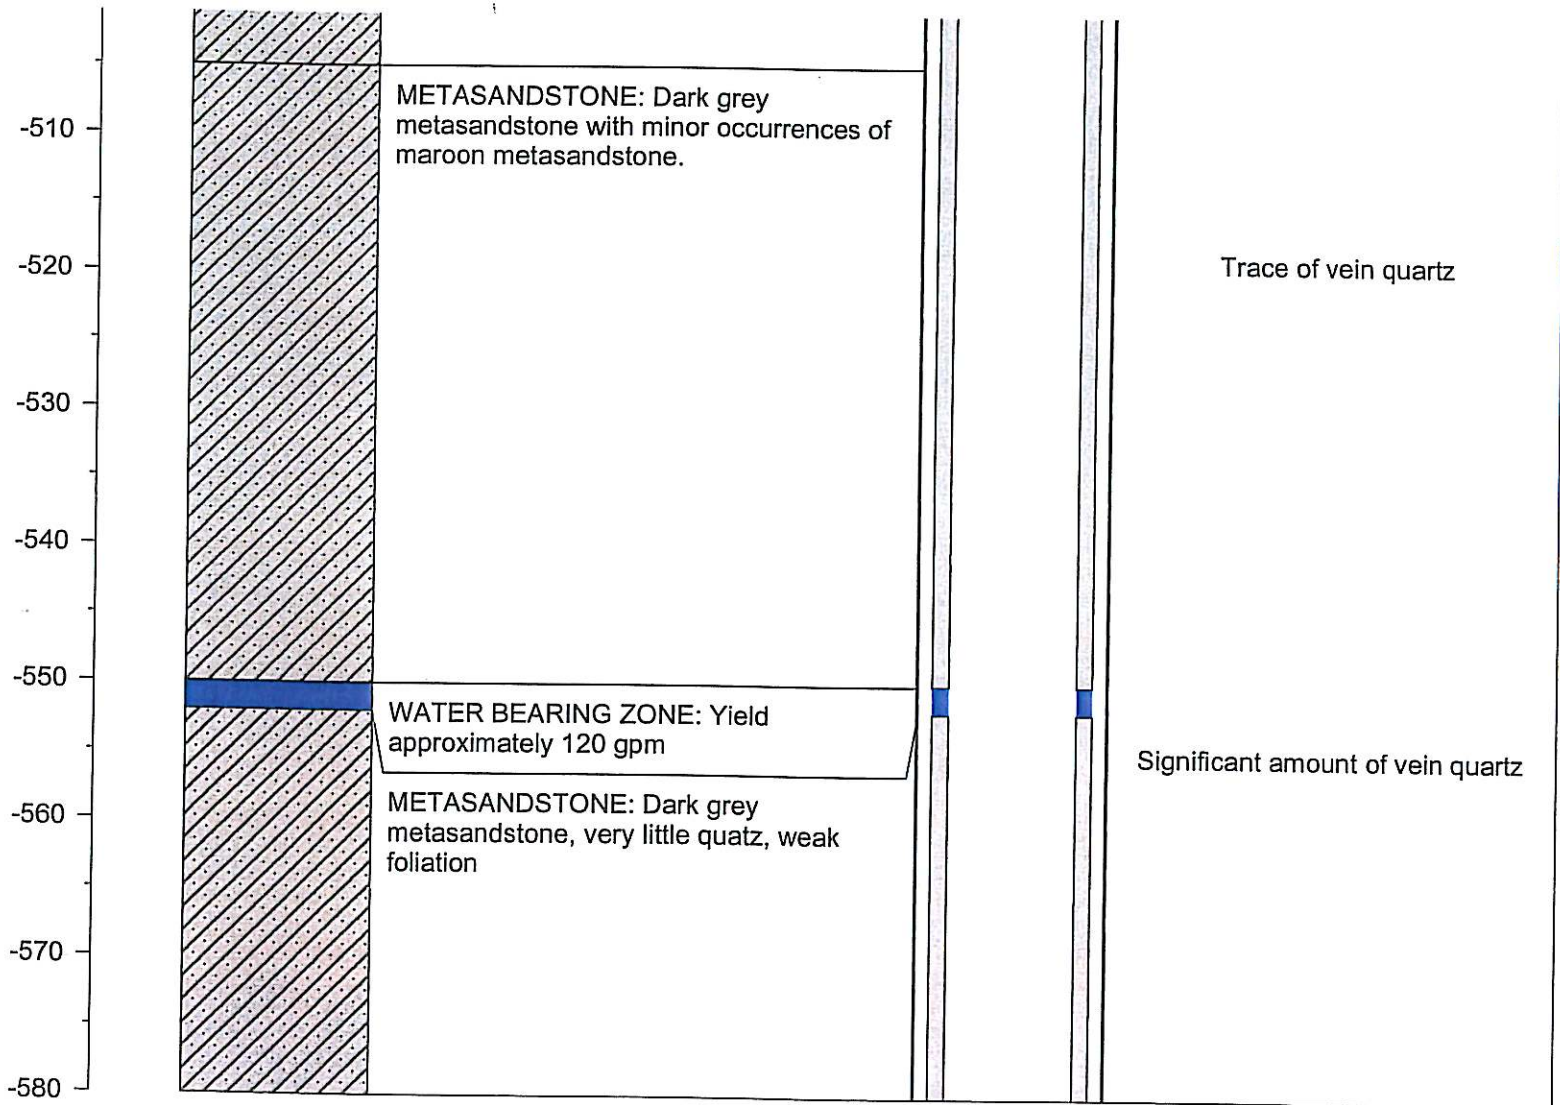 METASANDSTONE: Dark grey
metasandstone with minor occurrences of
maroon metasandstone.
-510
-520
Trace of vein quartz
-530
-540
-550
WATER BEARING ZONE: Yield
approximately 120 gpm
Significant amount of vein quartz
METASANDSTONE: Dark grey
metasandstone, very little quatz, weak
foliation
-560
-570
-580